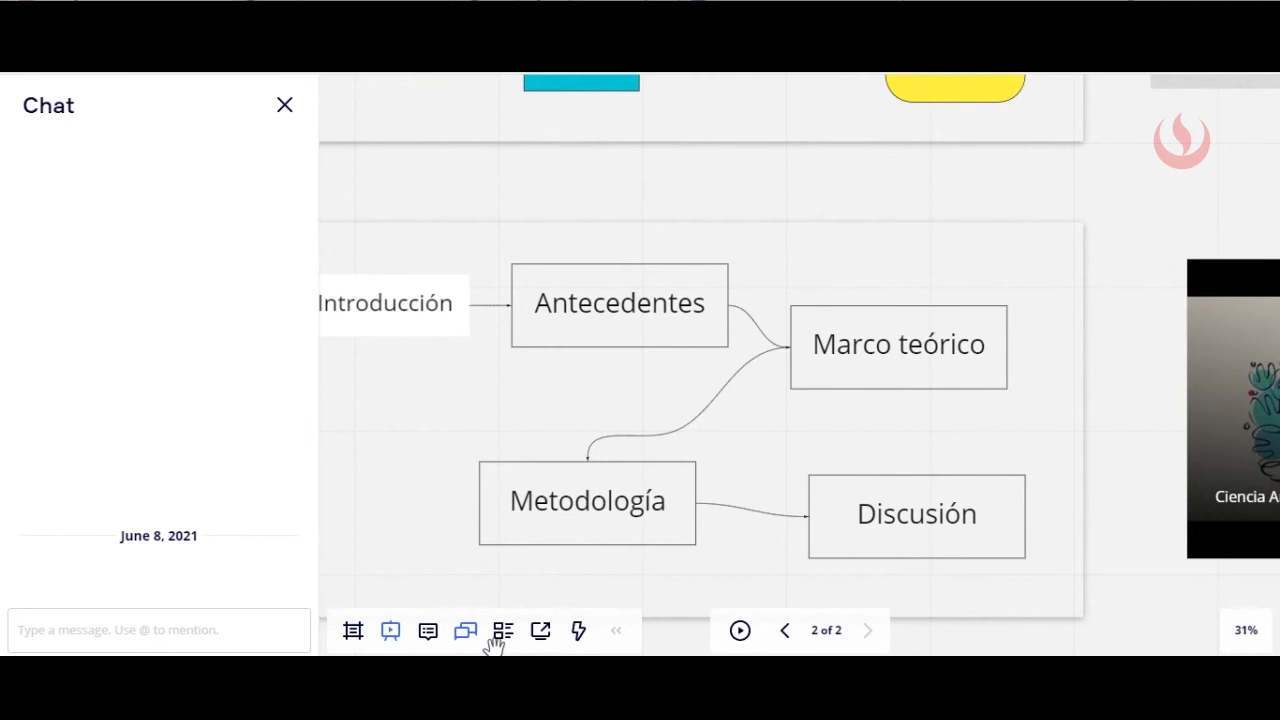 Chat
Introducción
Antecedentes
Marco teórico
Metodología
Discusión
Ciencia
June 8, 2021
Type a message. Use @ to mention.
2 of 2
31%